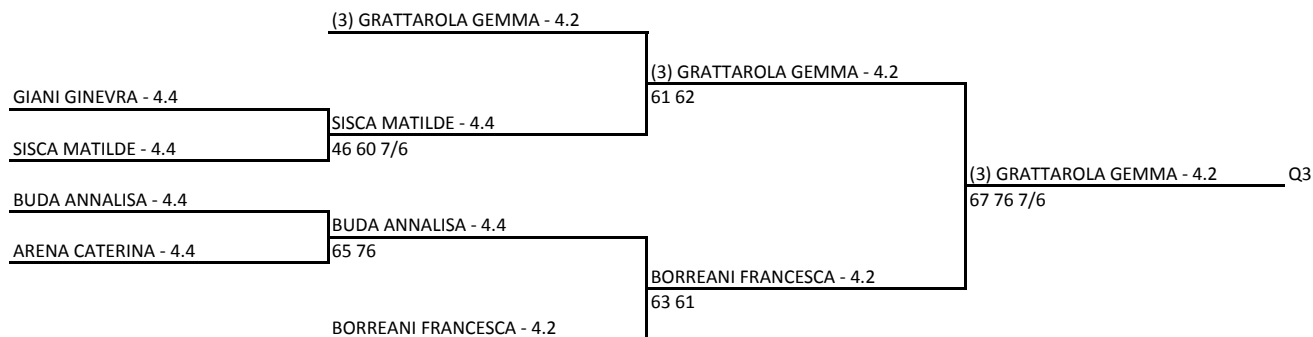 (3) GRATTAROLA GEMMA - 4.2
(3) GRATTAROLA GEMMA - 4.2
GIANI GINEVRA - 4.4
61 62
SISCA MATILDE - 4.4
SISCA MATILDE - 4.4
46 60 7/6
(3) GRATTAROLA GEMMA - 4.2 Q3
BUDA ANNALISA - 4.4
67 76 7/6
BUDA ANNALISA - 4.4
ARENA CATERINA - 4.4
65 76
BORREANI FRANCESCA - 4.2
63 61
BORREANI FRANCESCA - 4.2